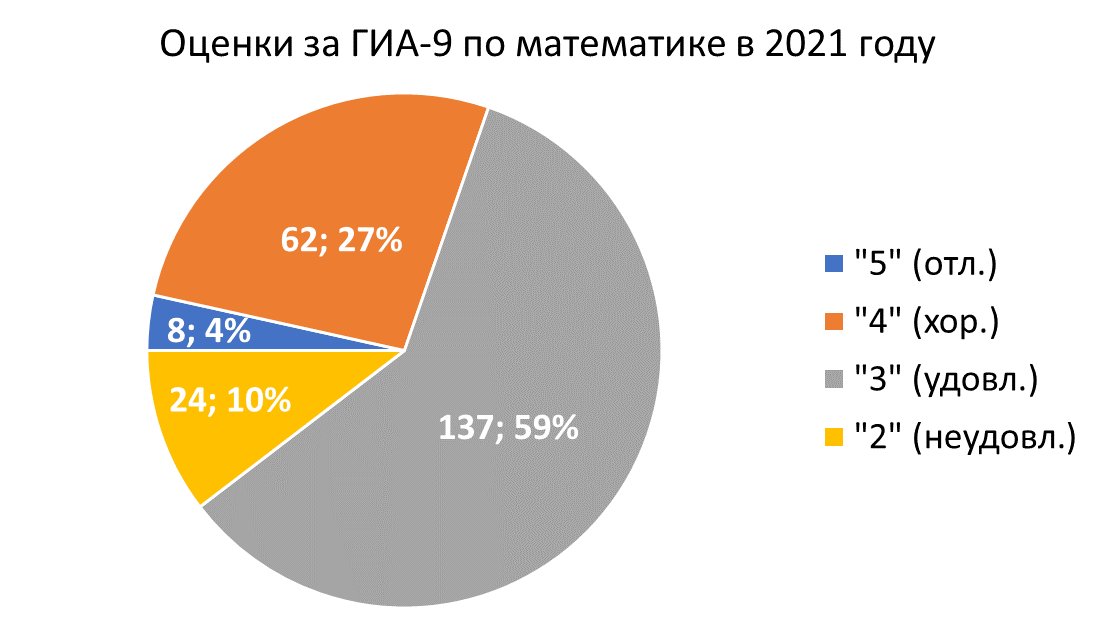 Оценки за ГИА-9 по математике в 2021 году
62; 27%
8; 4%
24; 10%
137; 59%
"5" (отл.)
"4" (хор.)
"3" (удовл.)
"2" (неудовл.)